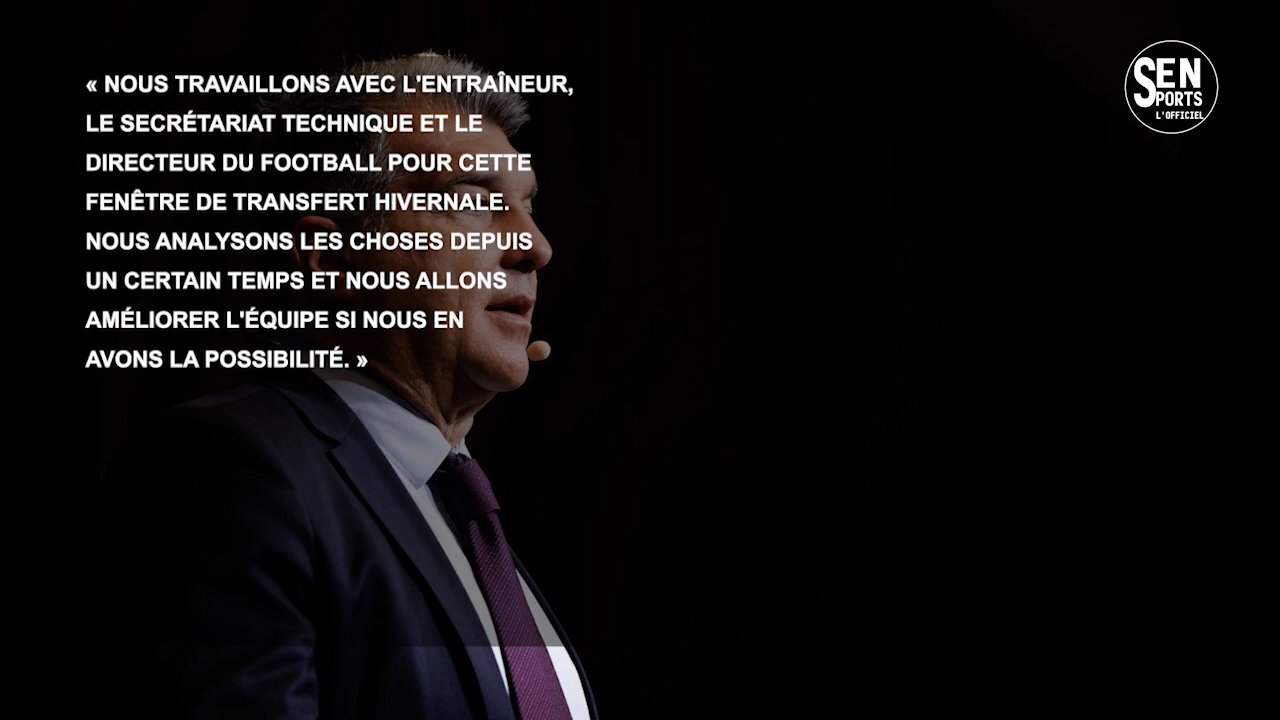 « NOUS TRAVAILLONS AVEC L'ENTRAÎNEUR,
LE SECRÉTARIAT TECHNIQUE ET LE
DIRECTEUR DU FOOTBALL POUR CETTE
FENÊTRE DE TRANSFERT HIVERNALE.
NOUS ANALYSONS LES CHOSES DEPUIS
UN CERTAIN TEMPS ET NOUS ALLONS
AMÉLIORER L'ÉQUIPE SI NOUS EN
AVONS LA POSSIBILITÉ. »
SEN
SPORTS
L'OFFICIEL